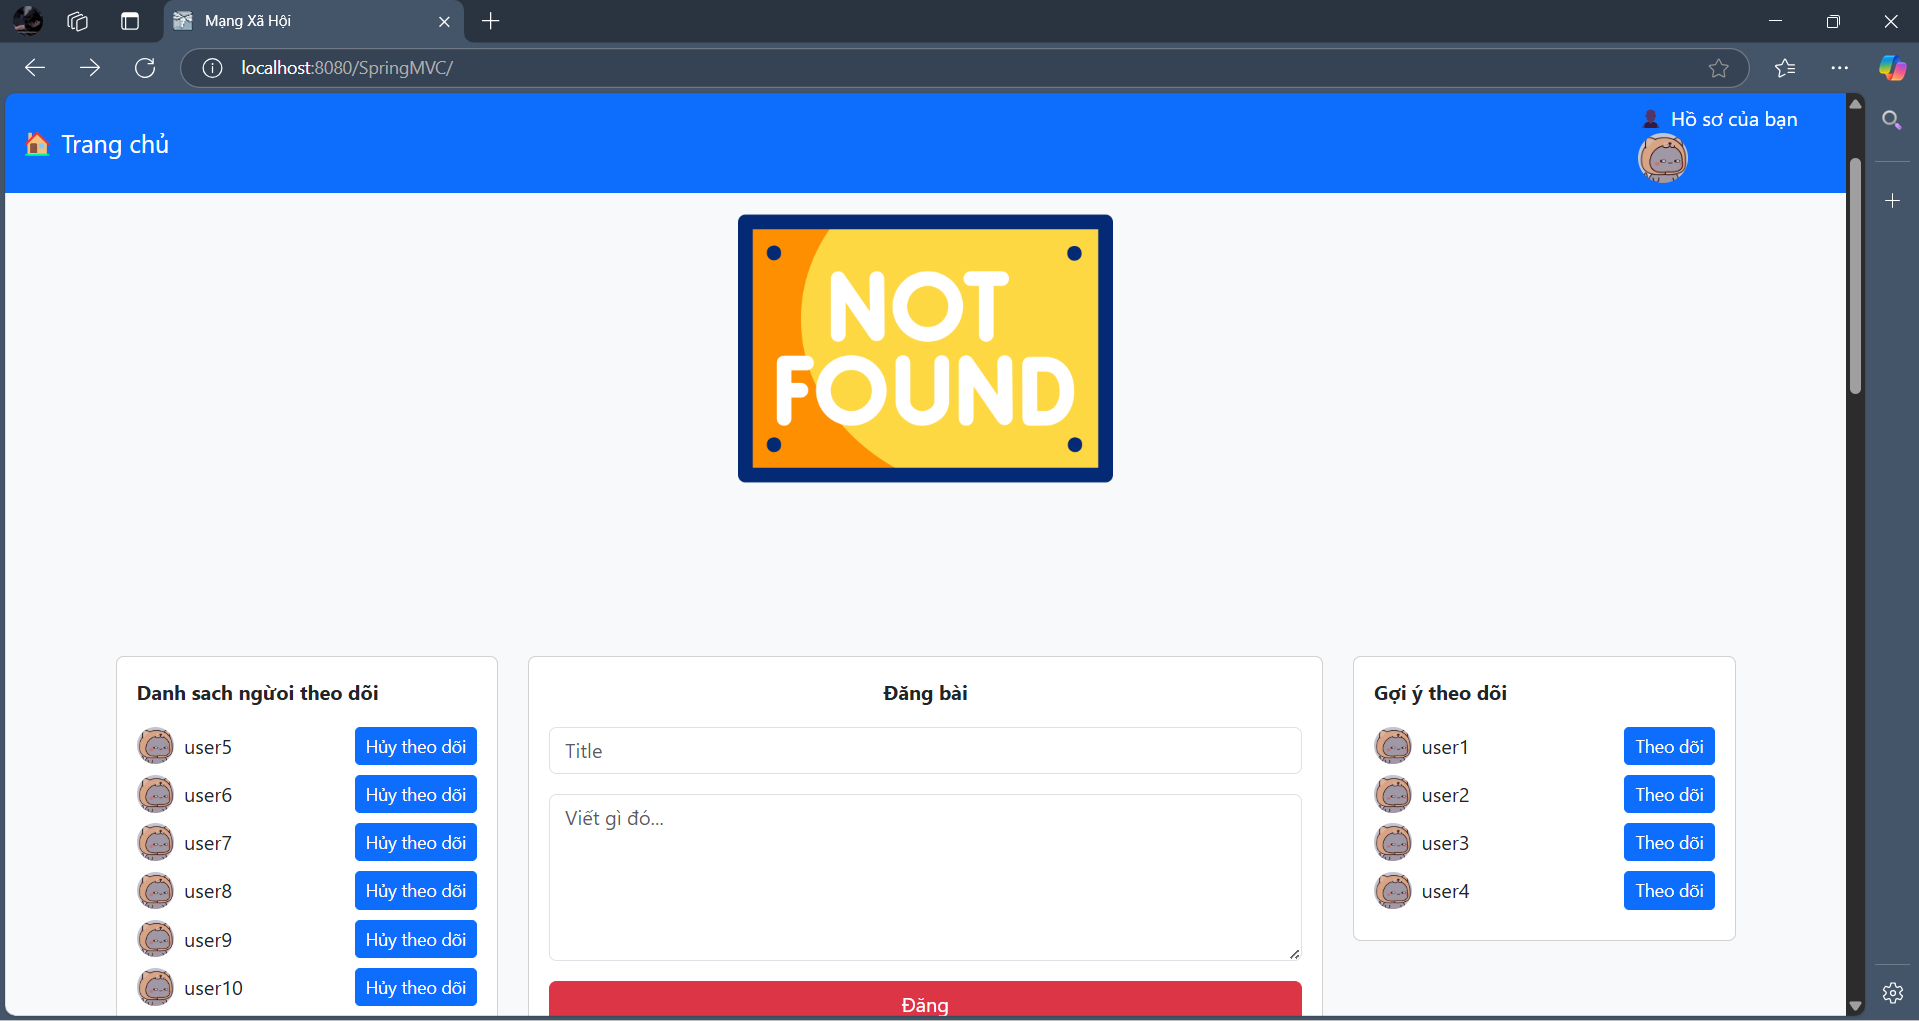 Mạng Xã Hội
localhost:8080/SpringMVC/
Trang chủ
Hồ sơ của bạn
NOT
FOUND
Danh sach ngừoi theo dõi
user5 Hủy theo dõi
user6 Hủy theo dõi
user7 Hủy theo dõi
user8 Hủy theo dõi
user9 Hủy theo dõi
user10 Hủy theo dõi
Đăng bài
Title
Viết gì đó...
Đăng
Gợi ý theo dõi
user1 Theo dõi
user2 Theo dõi
user3 Theo dõi
user4 Theo dõi